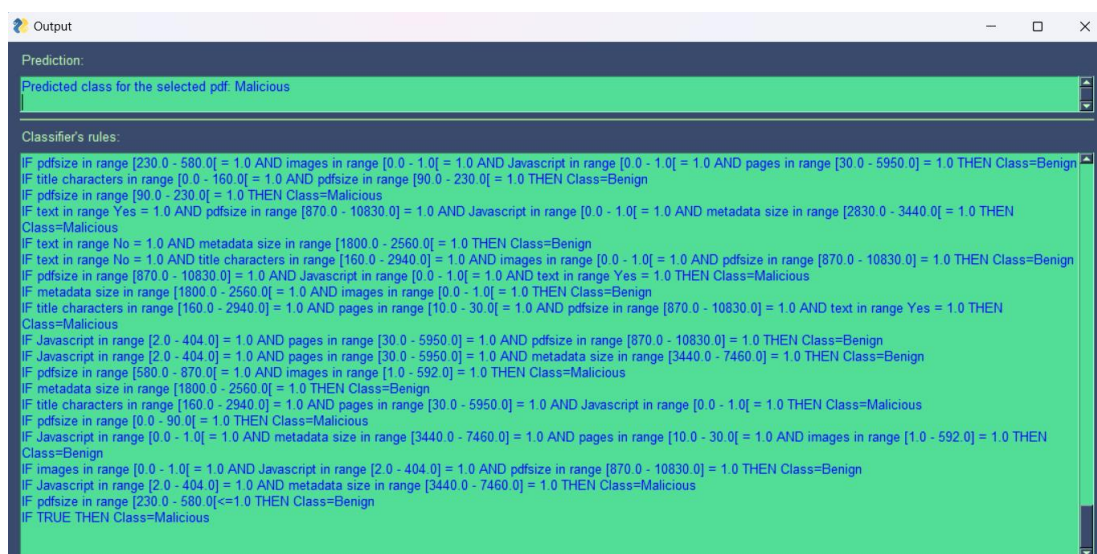 Output
Prediction:
Predicted class for the selected pdf: Malicious
Classifier's rules:
IF pdfsize in range [230.0 - 580.0[ = 1.0 AND images in range [0.0 - 1.0[ = 1.0 AND Javascript in range [0.0 - 1.0[ = 1.0 AND pages in range [30.0 - 5950.0] = 1.0 THEN Class=Benign
IF title characters in range [0.0 - 160.0[ = 1.0 AND pdfsize in range [90.0 - 230.0[ = 1.0 THEN Class=Benign
IF pdfsize in range [90.0 - 230.0[ = 1.0 THEN Class=Malicious
IF text in range Yes = 1.0 AND pdfsize in range [870.0 - 10830.0] = 1.0 AND Javascript in range [0.0 - 1.0[ = 1.0 AND metadata size in range [2830.0 - 3440.0[ = 1.0 THEN
Class=Malicious
IF text in range No = 1.0 AND metadata size in range [1800.0 - 2560.0[ = 1.0 THEN Class=Benign
IF text in range No = 1.0 AND title characters in range [160.0 - 2940.0] = 1.0 AND images in range [0.0 - 1.0[ = 1.0 AND pdfsize in range [870.0 - 10830.0] = 1.0 THEN Class=Benign
IF pdfsize in range [870.0 - 10830.0] = 1.0 AND Javascript in range [0.0 - 1.0[ = 1.0 AND text in range Yes = 1.0 THEN Class=Malicious
IF metadata size in range [1800.0 - 2560.0[ = 1.0 AND images in range [0.0 - 1.0[ = 1.0 THEN Class=Benign
IF title characters in range [160.0 - 2940.0] = 1.0 AND pages in range [10.0 - 30.0[ = 1.0 AND pdfsize in range [870.0 - 10830.0] = 1.0 AND text in range Yes = 1.0 THEN
Class=Malicious
IF Javascript in range [2.0 - 404.0] = 1.0 AND pages in range [30.0 - 5950.0] = 1.0 AND pdfsize in range [870.0 - 10830.0] = 1.0 THEN Class=Benign
IF Javascript in range [2.0 - 404.0] = 1.0 AND pages in range [30.0 - 5950.0] = 1.0 AND metadata size in range [3440.0 - 7460.0] = 1.0 THEN Class=Benign
IF pdfsize in range [580.0 - 870.0[ = 1.0 AND images in range [1.0 - 592.0] = 1.0 THEN Class=Malicious
IF metadata size in range [1800.0 - 2560.0[ = 1.0 THEN Class=Benign
IF title characters in range [160.0 - 2940.0] = 1.0 AND pages in range [30.0 - 5950.0] = 1.0 AND Javascript in range [0.0 - 1.0[ = 1.0 THEN Class=Malicious
IF pdfsize in range [0.0 - 90.0[ = 1.0 THEN Class=Malicious
IF Javascript in range [0.0 - 1.0[ = 1.0 AND metadata size in range [3440.0 - 7460.0] = 1.0 AND pages in range [10.0 - 30.0[ = 1.0 AND images in range [1.0 - 592.0] = 1.0 THEN
Class=Benign
IF images in range [0.0 - 1.0[ = 1.0 AND Javascript in range [2.0 - 404.0] = 1.0 AND pdfsize in range [870.0 - 10830.0] = 1.0 THEN Class=Benign
IF Javascript in range [2.0 - 404.0] = 1.0 AND metadata size in range [3440.0 - 7460.0] = 1.0 THEN Class=Malicious
IF pdfsize in range [230.0 - 580.0[<=1.0 THEN Class=Benign
IF TRUE THEN Class=Malicious